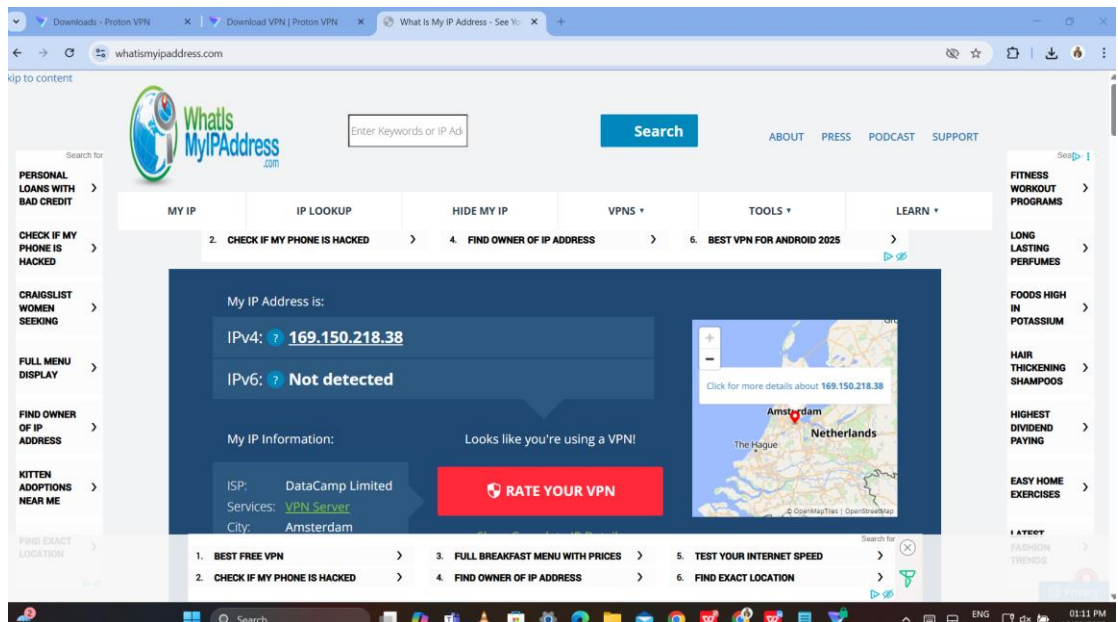 Downloads - Proton VPN
Download VPN | Proton VPN
What Is My IP Address - See Yo
whatismyipaddress.com
kip to content
WhatIs
MyIPAddress
.com
Enter Keywords or IP Ad
Search
ABOUT PRESS PODCAST SUPPORT
MY IP IP LOOKUP HIDE MY IP VPNS TOOLS LEARN
Search for
PERSONAL
LOANS WITH
BAD CREDIT
CHECK IF MY
PHONE IS
HACKED
CRAIGSLIST
WOMEN
SEEKING
FULL MENU
DISPLAY
FIND OWNER
OF IP
ADDRESS
KITTEN
ADOPTIONS
NEAR ME
FIND EXACT
LOCATION
2. CHECK IF MY PHONE IS HACKED 4. FIND OWNER OF IP ADDRESS 6. BEST VPN FOR ANDROID 2025
My IP Address is:
IPv4: ? 169.150.218.38
IPv6: ? Not detected
My IP Information:
Looks like you're using a VPN!
ISP: DataCamp Limited
Services: VPN Server
City: Amsterdam
RATE YOUR VPN
+
−
Click for more details about 169.150.218.38
Amsterdam
Netherlands
The Hague
© OpenMapTiles | OpenStreetMap
Sea
FITNESS
WORKOUT
PROGRAMS
LONG
LASTING
PERFUMES
FOODS HIGH
IN
POTASSIUM
HAIR
THICKENING
SHAMPOOS
HIGHEST
DIVIDEND
PAYING
EASY HOME
EXERCISES
LATEST
FASHION
TRENDS
Search for
1. BEST FREE VPN 3. FULL BREAKFAST MENU WITH PRICES 5. TEST YOUR INTERNET SPEED
2. CHECK IF MY PHONE IS HACKED 4. FIND OWNER OF IP ADDRESS 6. FIND EXACT LOCATION
2
Search
ENG
01:11 PM